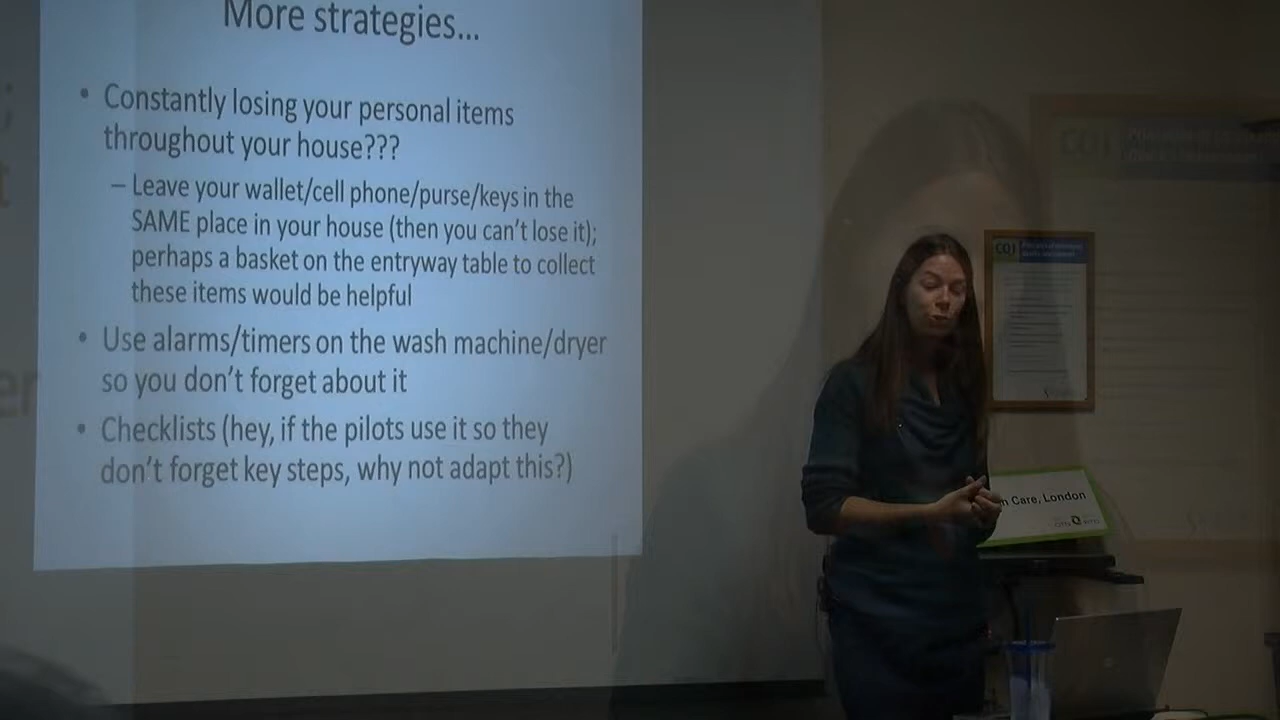 More strategies...
• Constantly losing your personal items
throughout your house???
– Leave your wallet/cell phone/purse/keys in the
SAME place in your house (then you can't lose it);
perhaps a basket on the entryway table to collect
these items would be helpful
• Use alarms/timers on the wash machine/dryer
so you don't forget about it
• Checklists (hey, if the pilots use it so they
don't forget key steps, why not adapt this?)
CQI
Care, London